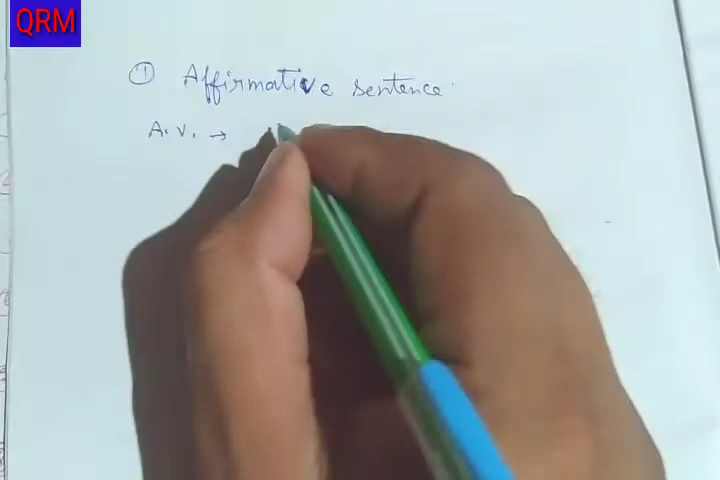 QRM
① Affirmative sentence.
A.V. →